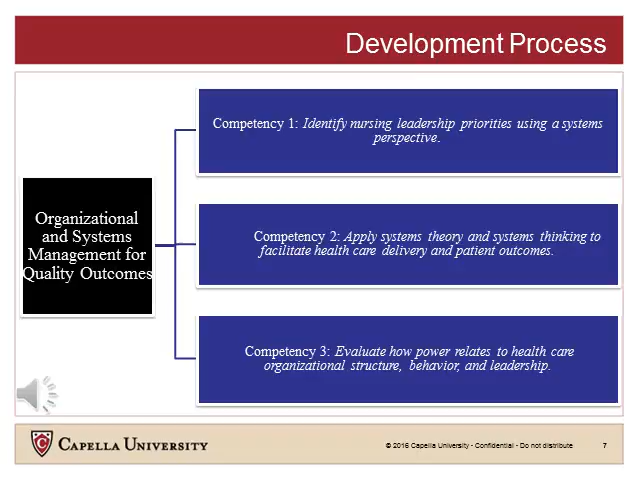 Development Process
Competency 1: Identify nursing leadership priorities using a systems
perspective.
Organizational
and Systems
Management for
Quality Outcomes
Competency 2: Apply systems theory and systems thinking to
facilitate health care delivery and patient outcomes.
Competency 3: Evaluate how power relates to health care
organizational structure, behavior, and leadership.
CAPELLA UNIVERSITY
© 2016 Capella University - Confidential - Do not distribute
7